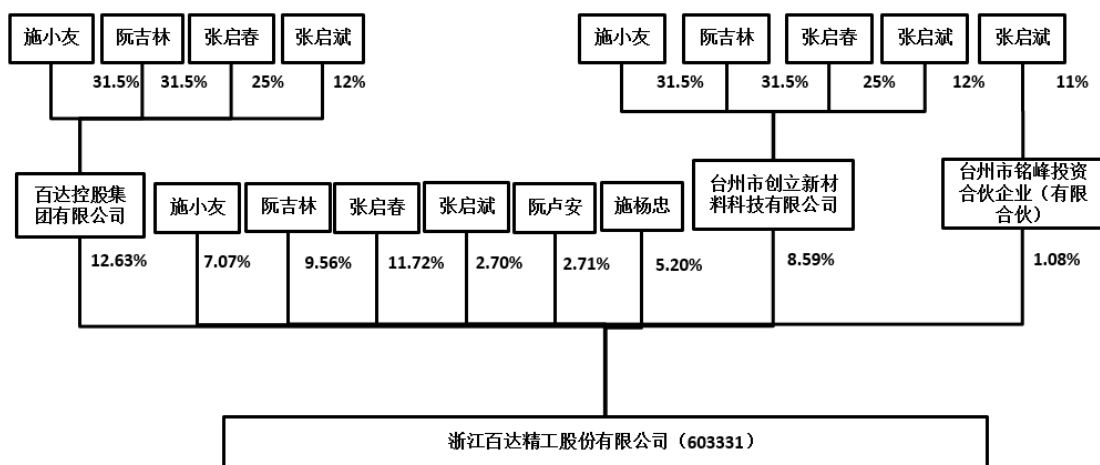 施小友 阮吉林 张启春 张启斌 施小友 阮吉林 张启春 张启斌 张启斌
31.5% 31.5% 25% 12% 31.5% 31.5% 25% 12% 11%
百达控股集
团有限公司
施小友 阮吉林 张启春 张启斌 阮卢安 施杨忠
台州市创立新材
料科技有限公司
台州市铭峰投资
合伙企业（有限
合伙）
12.63% 7.07% 9.56% 11.72% 2.70% 2.71% 5.20% 8.59% 1.08%
浙江百达精工股份有限公司（603331）